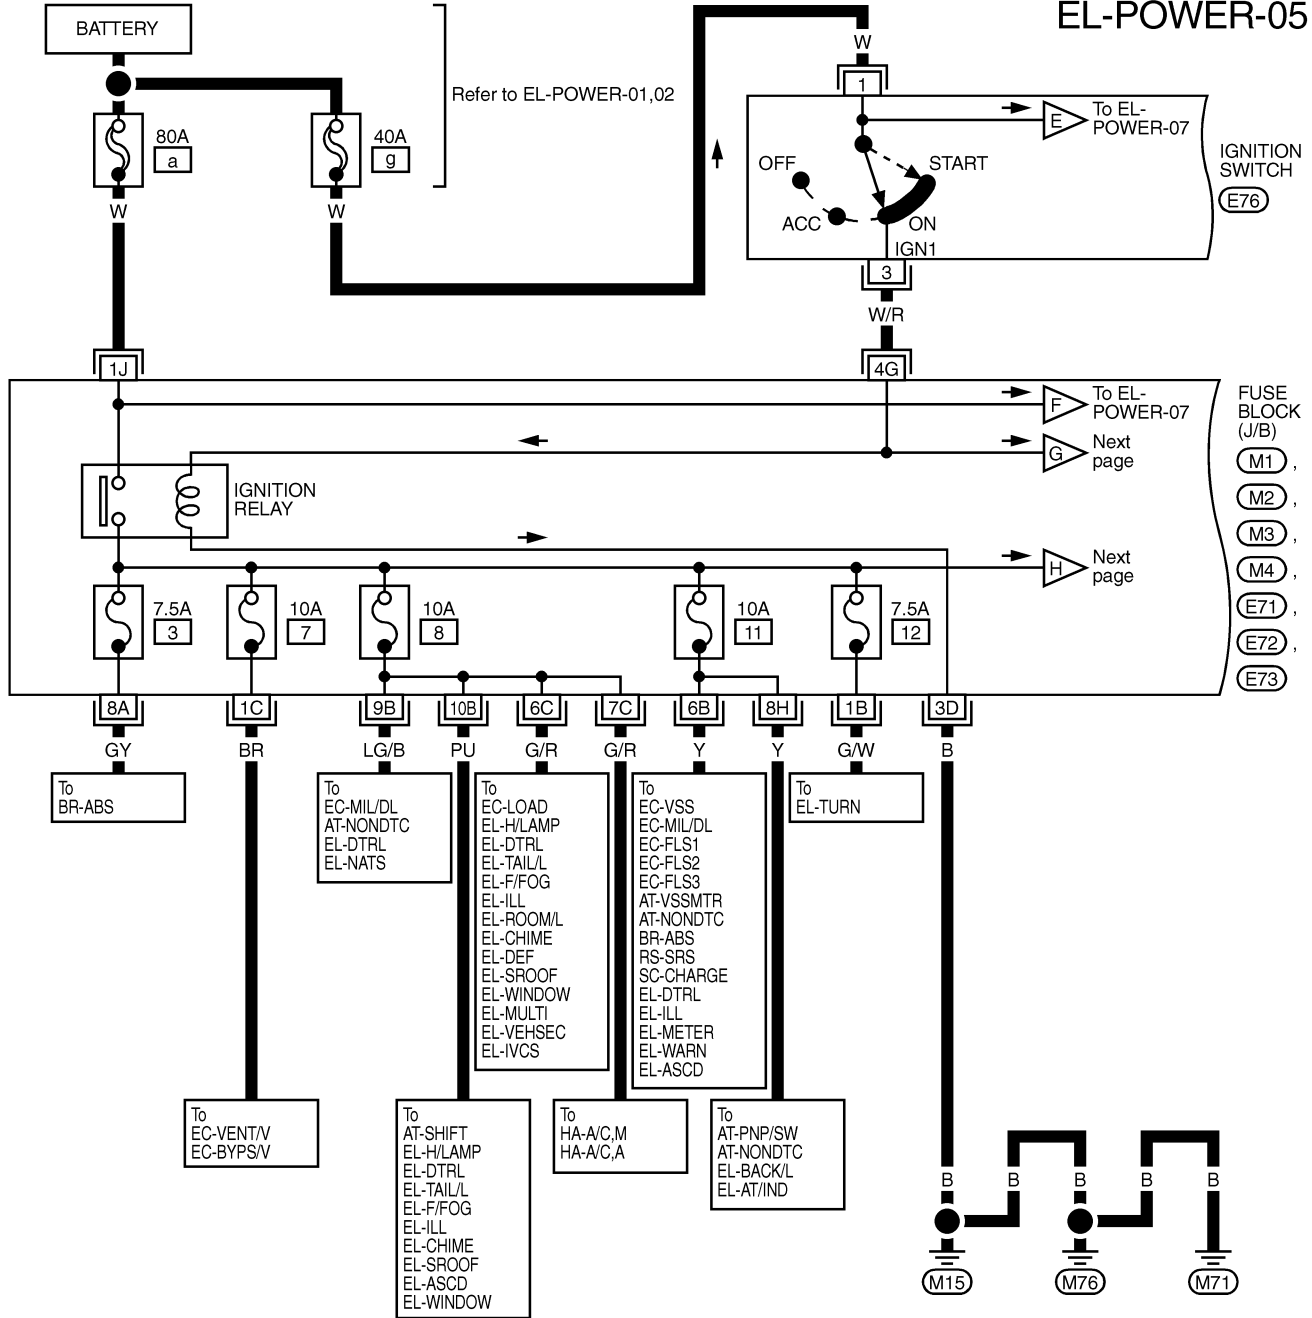 EL-POWER-05
BATTERY
Refer to EL-POWER-01,02
80A
a
40A
g
W
W
W
1
E
To EL-
POWER-07
IGNITION
SWITCH
E76
OFF
START
ACC
ON
IGN1
3
W/R
1J
4G
F
To EL-
POWER-07
G
Next
page
IGNITION
RELAY
H
Next
page
FUSE
BLOCK
(J/B)
M1 ,
M2 ,
M3 ,
M4 ,
E71 ,
E72 ,
E73
7.5A
3
10A
7
10A
8
10A
11
7.5A
12
8A
1C
9B
10B
6C
7C
6B
8H
1B
3D
GY
BR
LG/B
PU
G/R
G/R
Y
Y
G/W
B
To
BR-ABS
To
EC-MIL/DL
AT-NONDTC
EL-DTRL
EL-NATS
To
EC-LOAD
EL-H/LAMP
EL-DTRL
EL-TAIL/L
EL-F/FOG
EL-ILL
EL-ROOM/L
EL-CHIME
EL-DEF
EL-SROOF
EL-WINDOW
EL-MULTI
EL-VEHSEC
EL-IVCS
To
EC-VSS
EC-MIL/DL
EC-FLS1
EC-FLS2
EC-FLS3
AT-VSSMTR
AT-NONDTC
BR-ABS
RS-SRS
SC-CHARGE
EL-DTRL
EL-ILL
EL-METER
EL-WARN
EL-ASCD
To
EL-TURN
To
EC-VENT/V
EC-BYPS/V
To
AT-SHIFT
EL-H/LAMP
EL-DTRL
EL-TAIL/L
EL-F/FOG
EL-ILL
EL-CHIME
EL-SROOF
EL-ASCD
EL-WINDOW
To
HA-A/C,M
HA-A/C,A
To
AT-PNP/SW
AT-NONDTC
EL-BACK/L
EL-AT/IND
B
B
B
B
B
M15
M76
M71